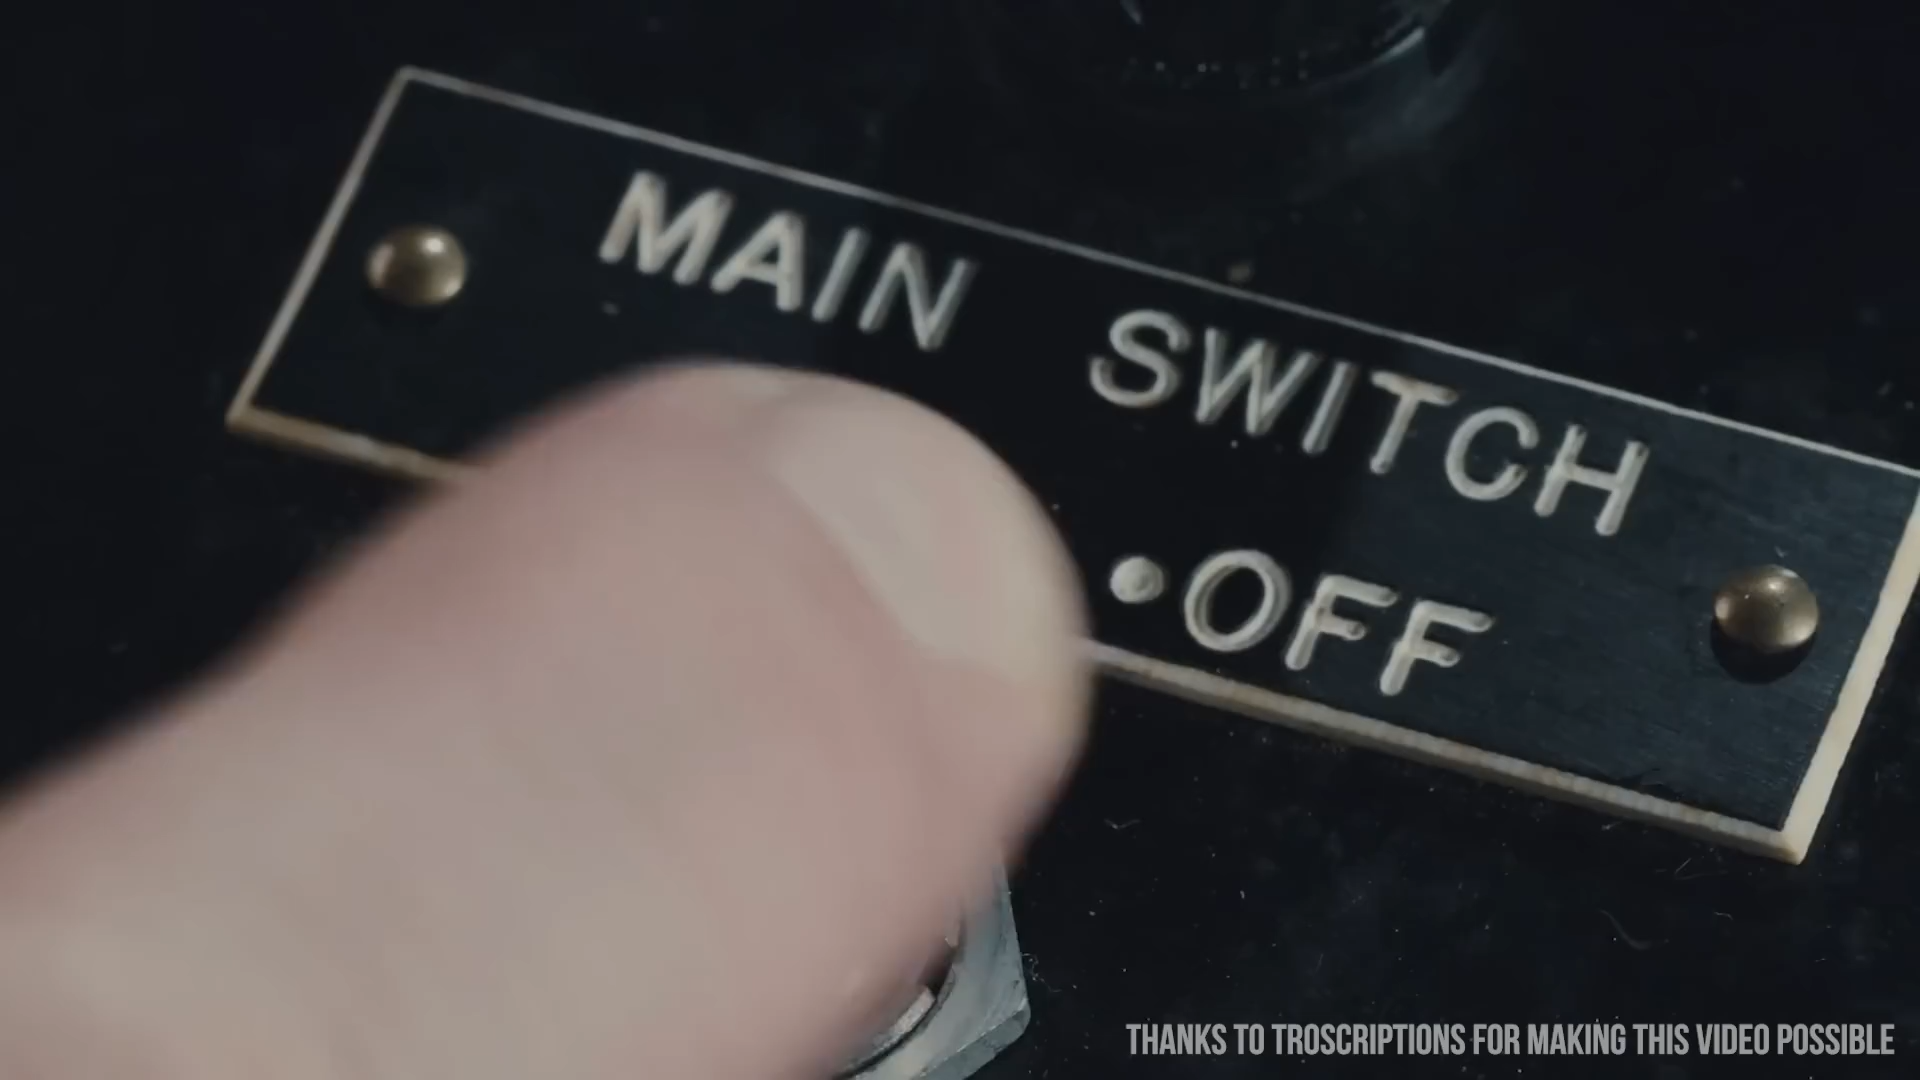 MAIN SWITCH
•OFF
THANKS TO TROSCRIPTIONS FOR MAKING THIS VIDEO POSSIBLE